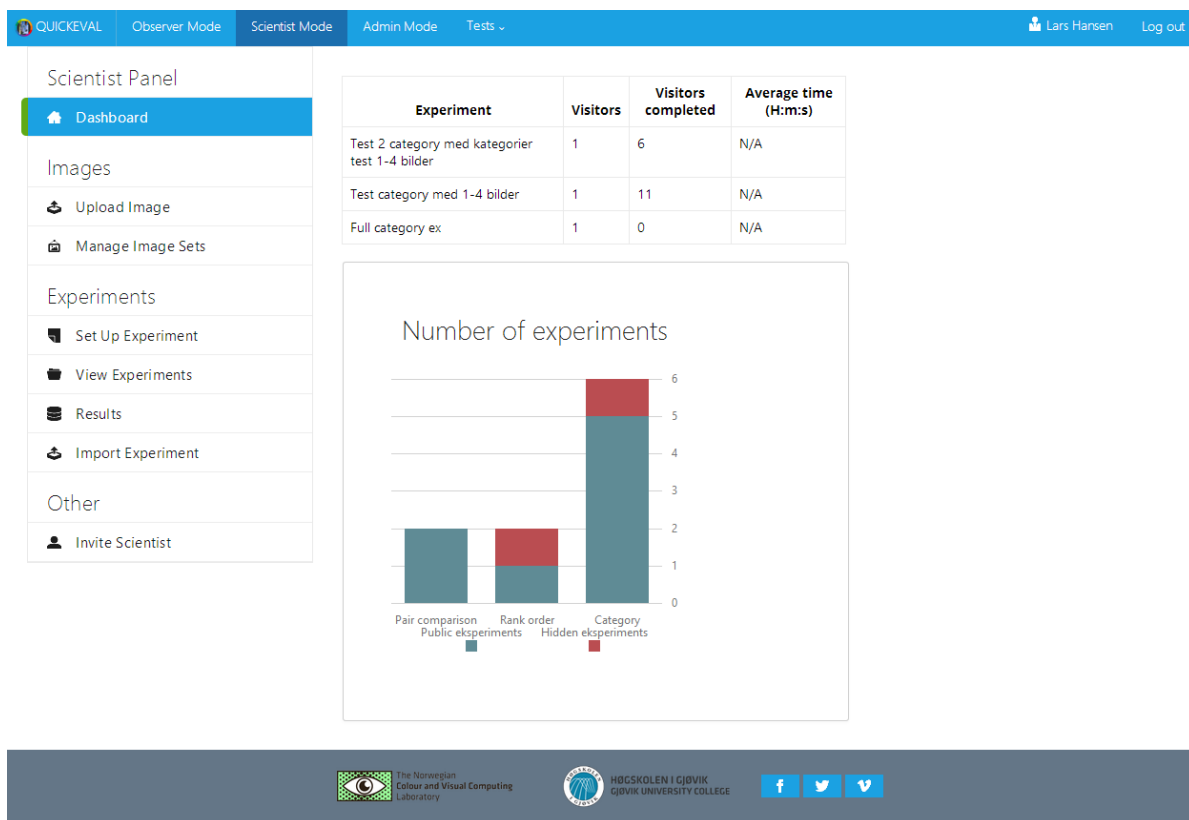 QUICKEVAL Observer Mode Scientist Mode Admin Mode Tests Lars Hansen Log out
Scientist Panel
Dashboard
Images
Upload Image
Manage Image Sets
Experiments
Set Up Experiment
View Experiments
Results
Import Experiment
Other
Invite Scientist
Experiment Visitors Visitors completed Average time (H:m:s)
Test 2 category med kategorier test 1-4 bilder 1 6 N/A
Test category med 1-4 bilder 1 11 N/A
Full category ex 1 0 N/A
Number of experiments
6
5
4
3
2
1
0
Pair comparison Rank order Category
Public eksperiments Hidden eksperiments
The Norwegian
Colour and Visual Computing
Laboratory
HØGSKOLEN I GJØVIK
GJØVIK UNIVERSITY COLLEGE